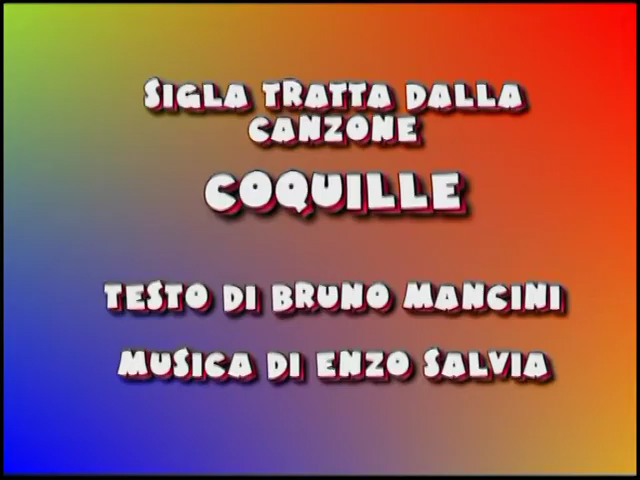 SIGLA TRATTA DALLA
CANZONE
COQUILLE
TESTO DI BRUNO MANCINI
MUSICA DI ENZO SALVIA